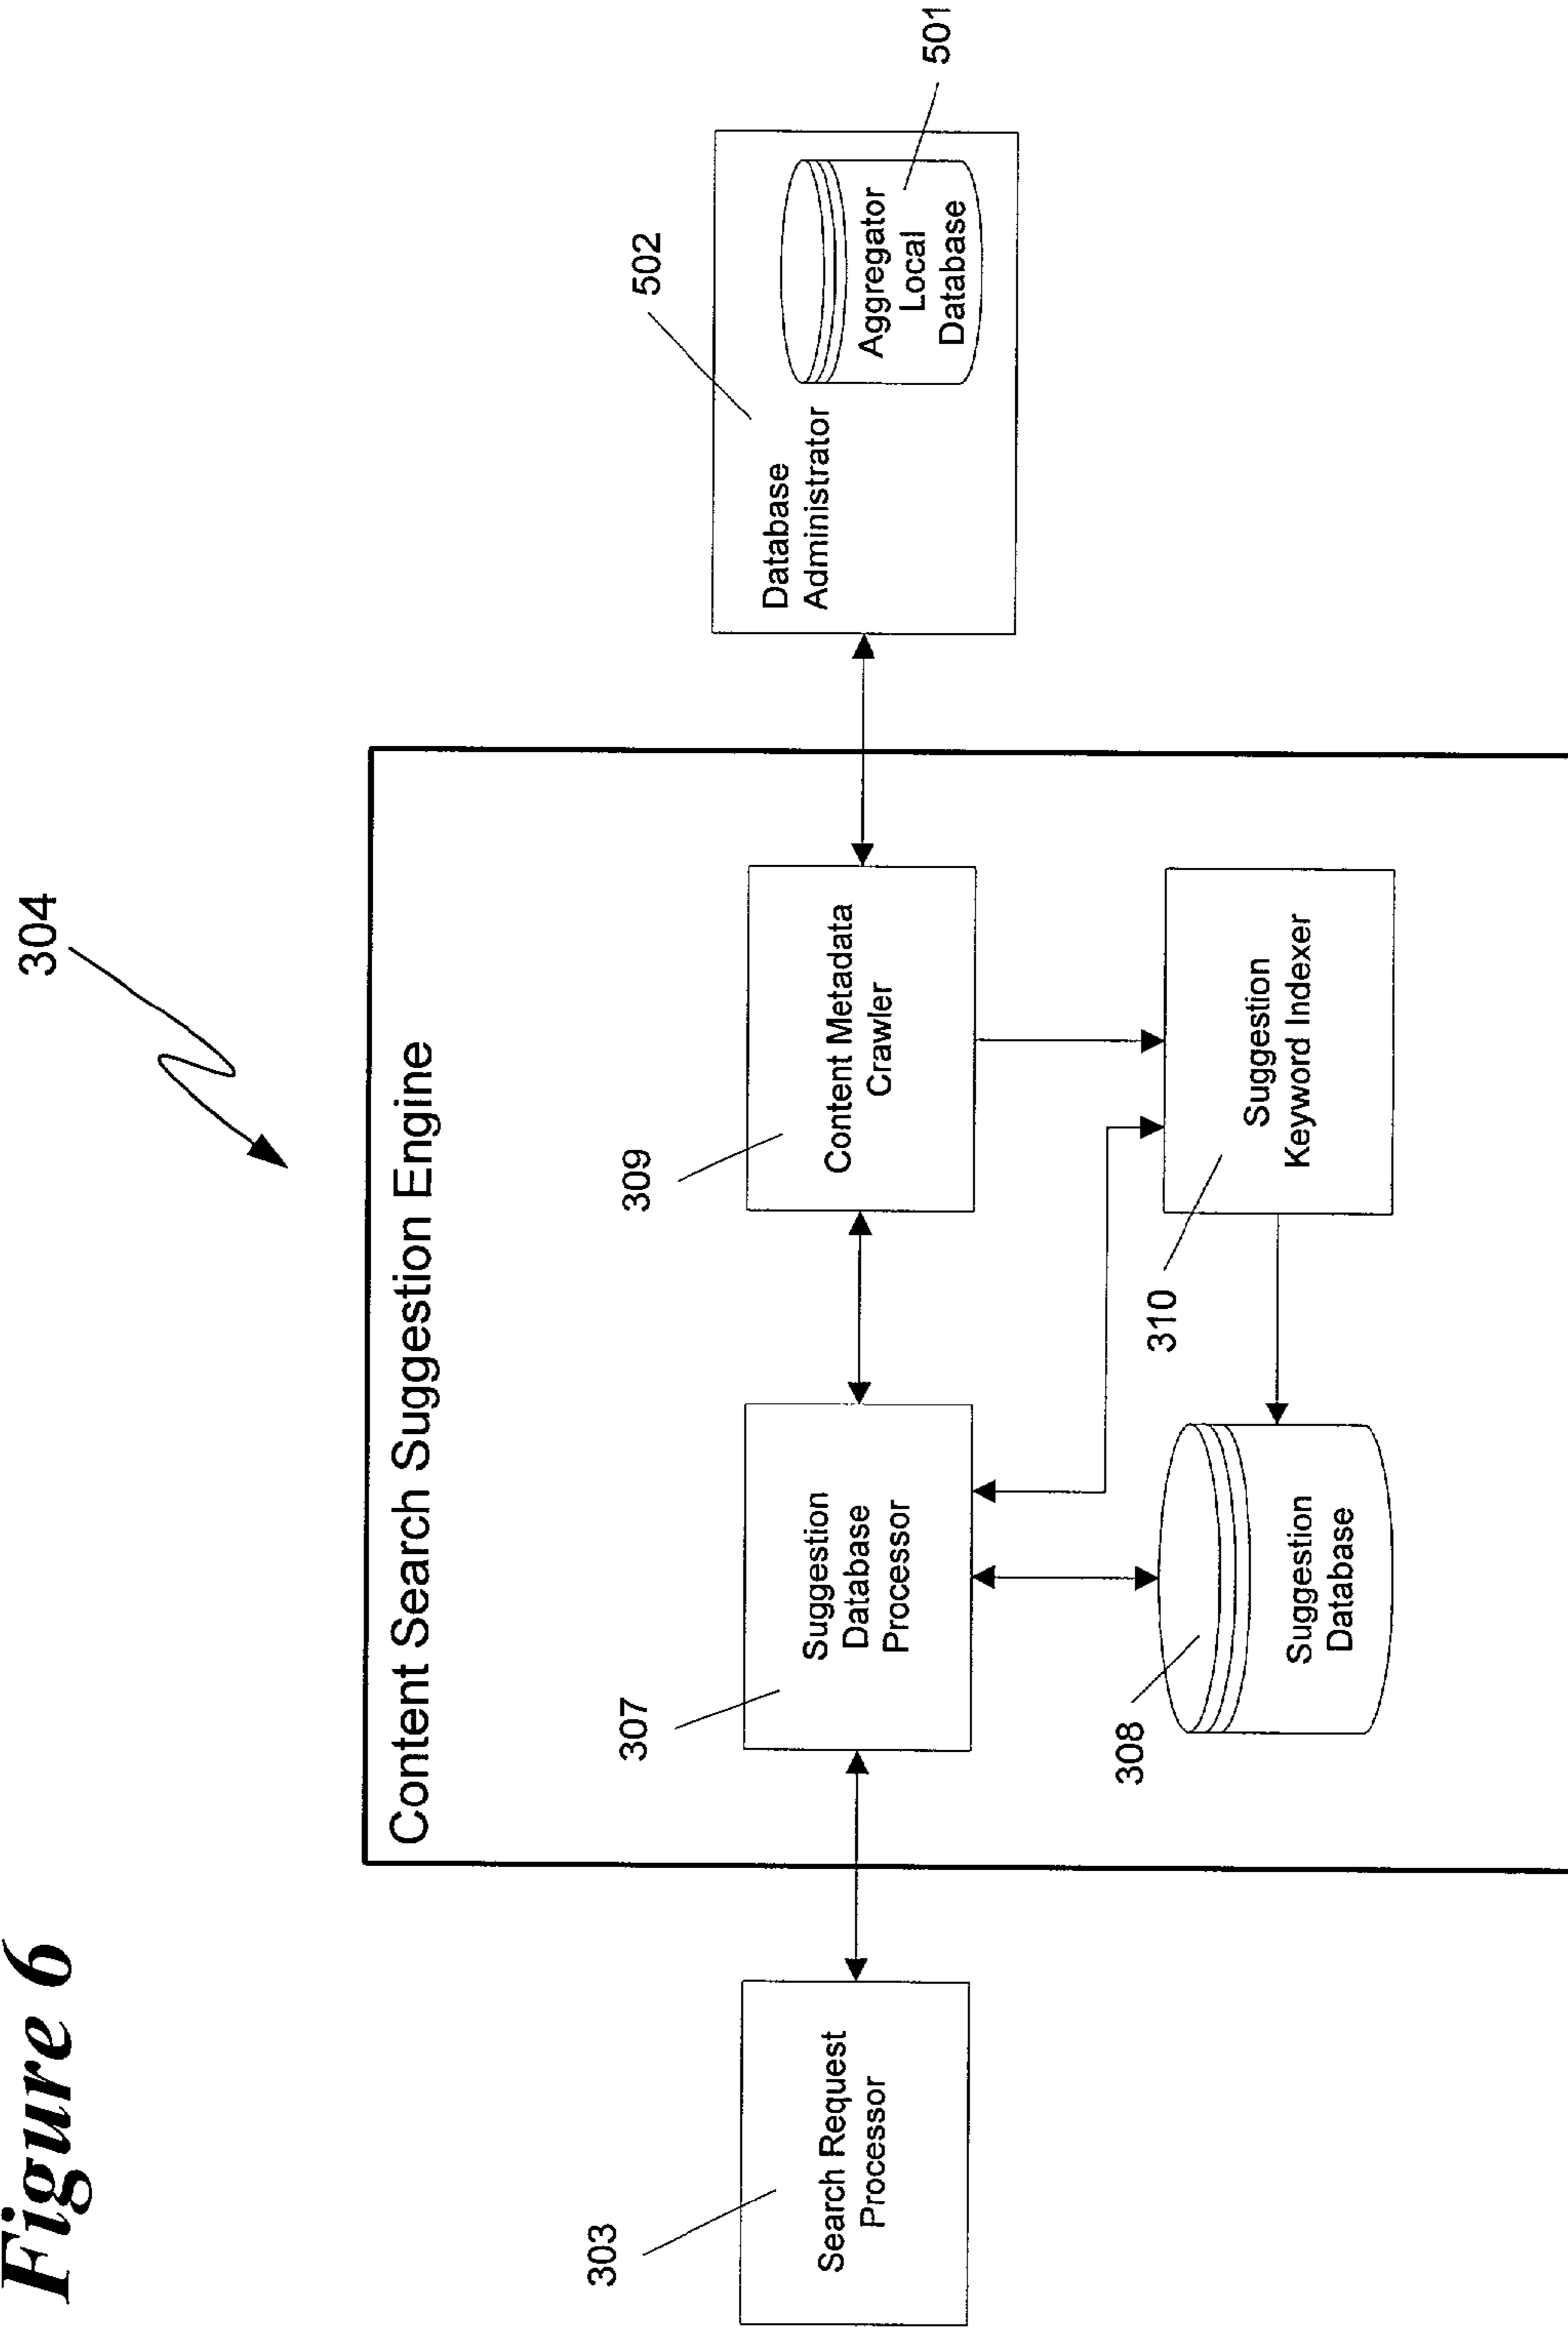 Figure 6
304
Content Search Suggestion Engine
303
Search Request
Processor
307
Suggestion
Database
Processor
309
Content Metadata
Crawler
502
Database
Administrator
Aggregator
Local
Database
501
308
Suggestion
Database
310
Suggestion
Keyword Indexer